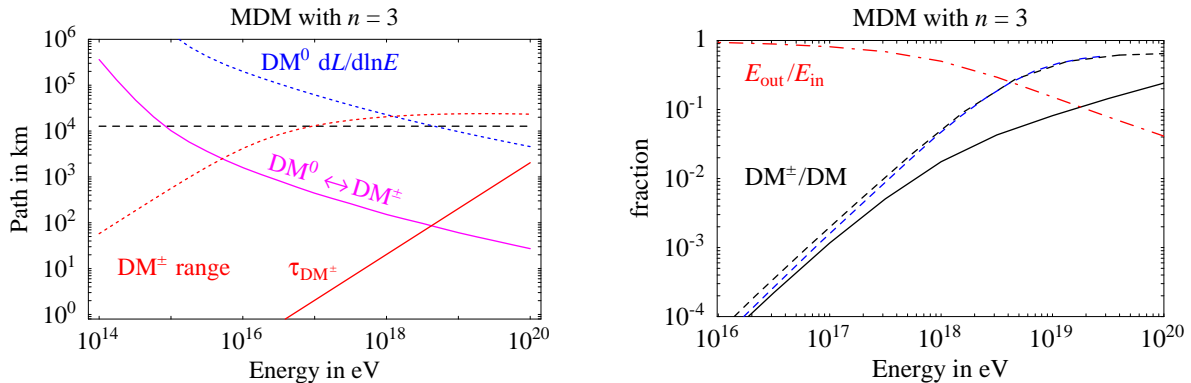 MDM with n = 3
10^6
10^5
10^4
10^3
10^2
10^1
10^0
Path in km
DM^0 dL/dlnE
DM^0 ↔ DM^±
DM^± range
τ_DM^±
10^14
10^16
10^18
10^20
Energy in eV
MDM with n = 3
1
10^-1
10^-2
10^-3
10^-4
fraction
E_out/E_in
DM^±/DM
10^16
10^17
10^18
10^19
10^20
Energy in eV